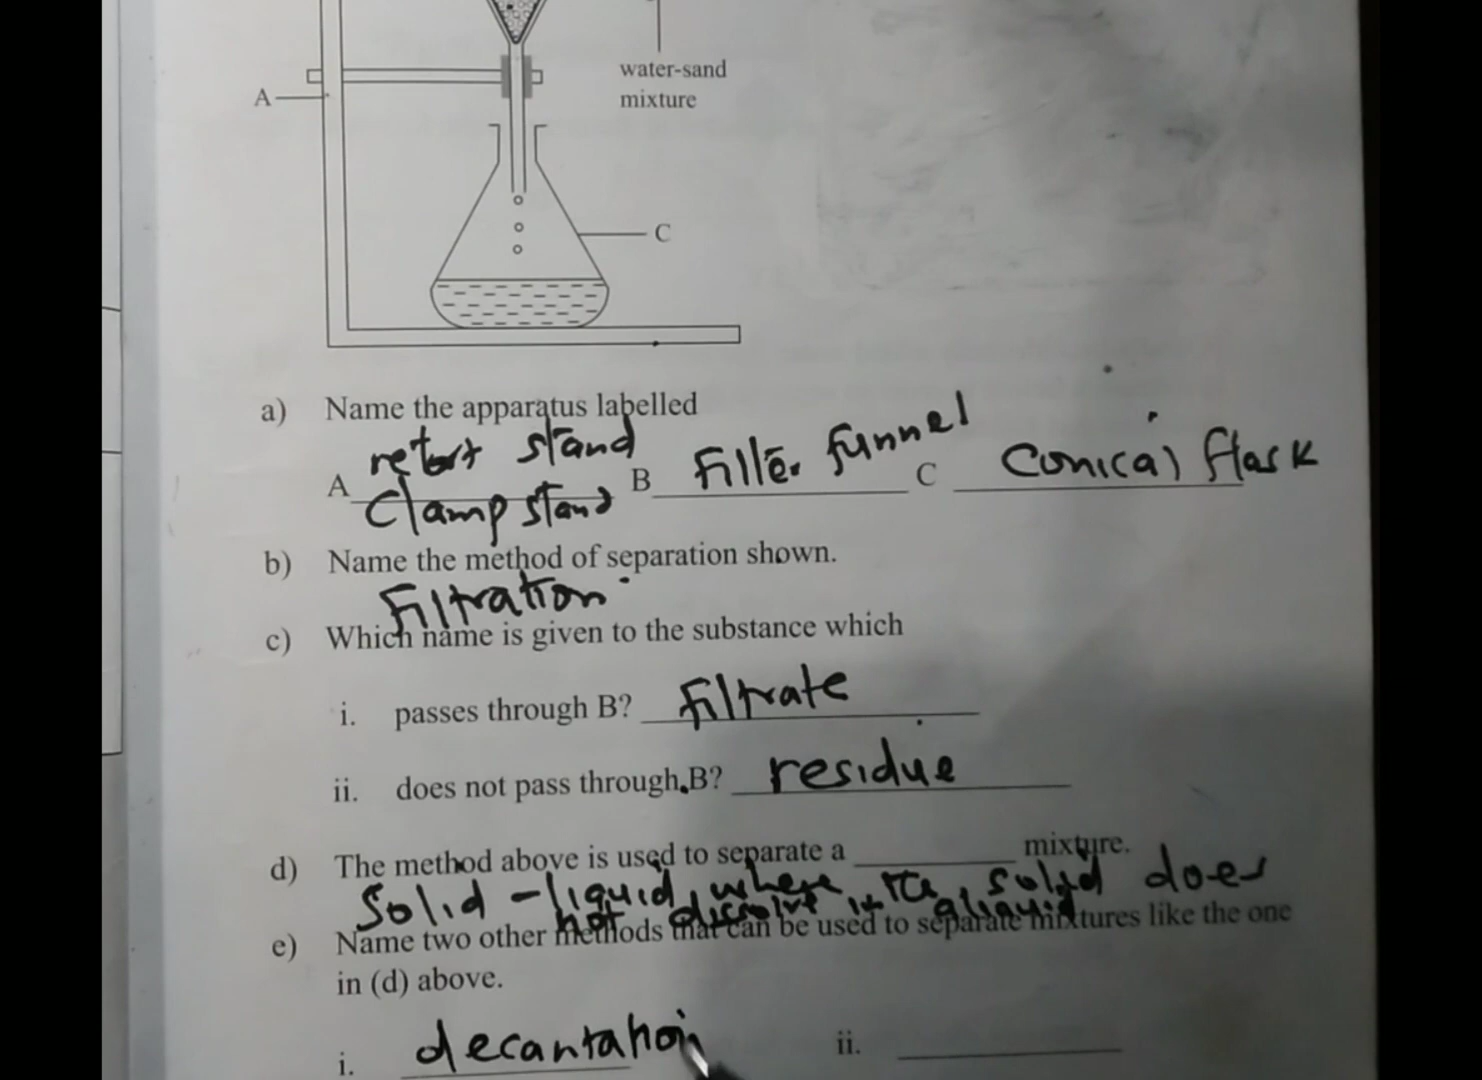 water-sand
mixture
A
C
a) Name the apparatus labelled
retort stand
A clamp stand B Filter funnel C Conical flask
b) Name the method of separation shown.
Filtration
c) Which name is given to the substance which
i. passes through B? filtrate
ii. does not pass through B? residue
d) The method above is used to separate a ________ mixture.
Solid-liquid, where the solid does
not dissolve in a liquid
e) Name two other methods that can be used to separate mixtures like the one
in (d) above.
i. decantation ii. ________